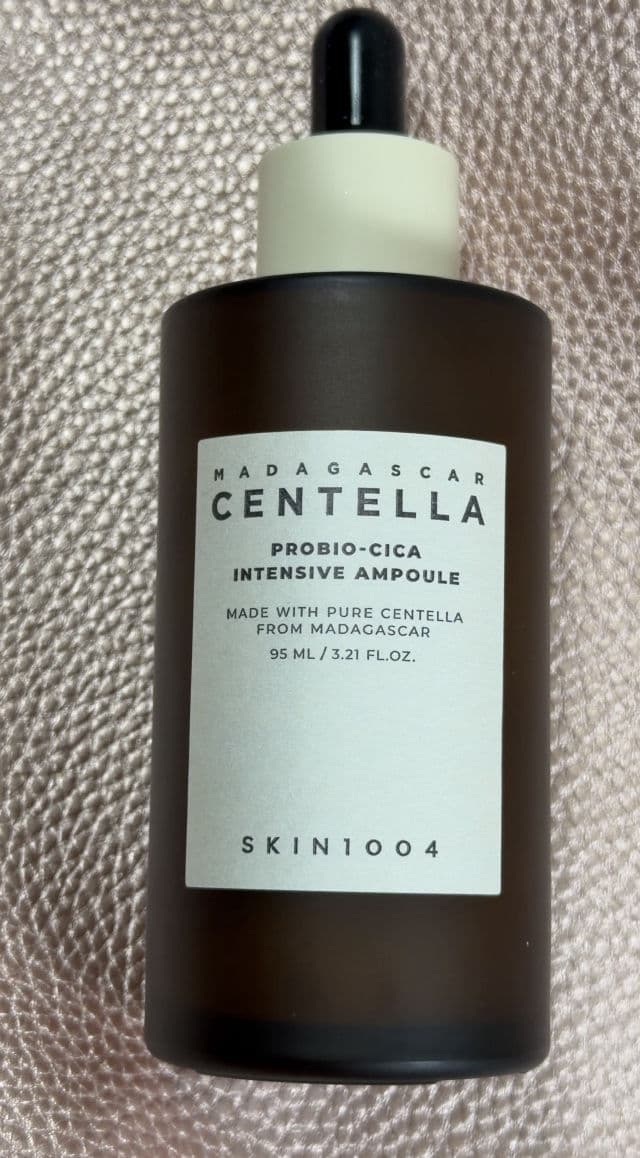 MADAGASCAR
CENTELLA
PROBIO-CICA
INTENSIVE AMPOULE
MADE WITH PURE CENTELLA
FROM MADAGASCAR
95 ML / 3.21 FL.OZ.
SKIN1004